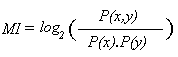 MI = log₂ ( P(x,y) / P(x).P(y) )